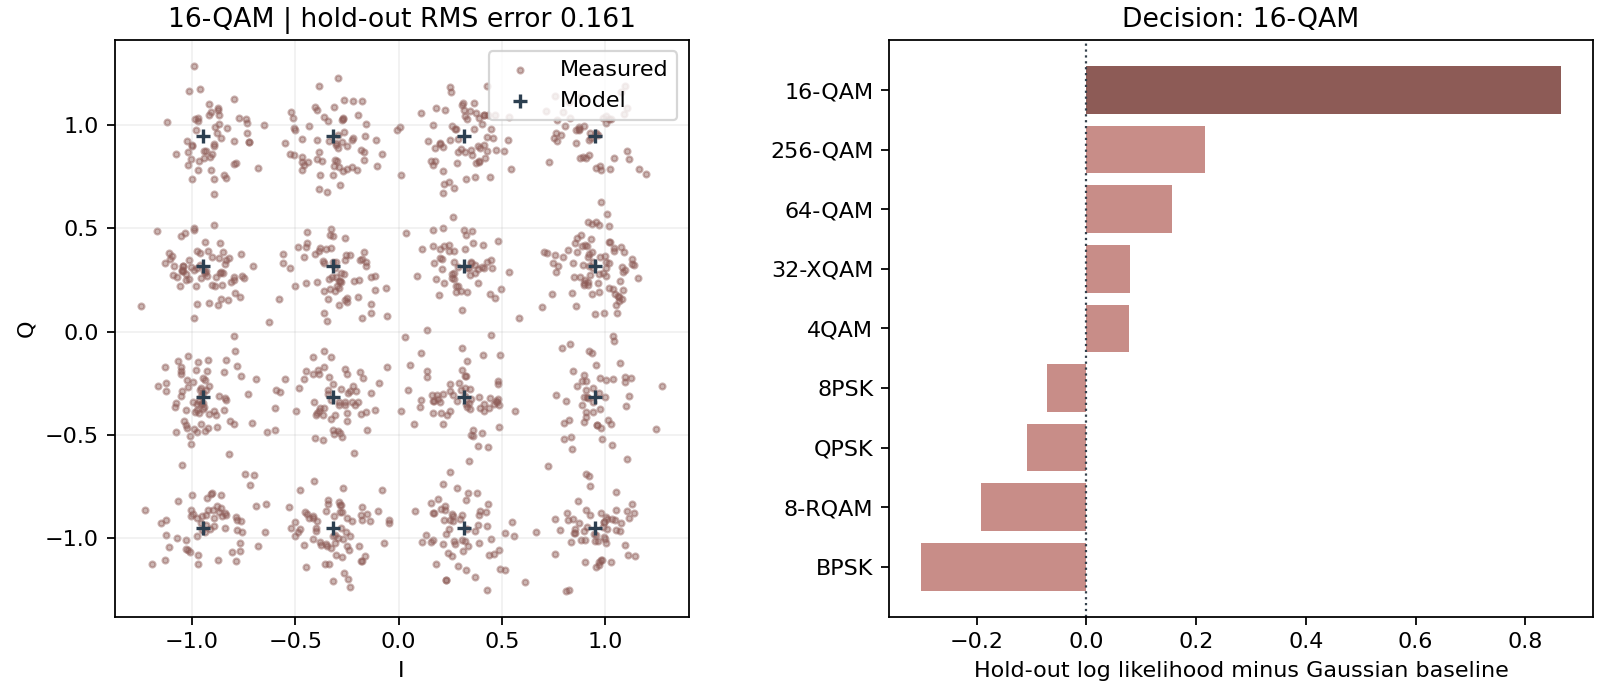 16-QAM | hold-out RMS error 0.161
Measured
Model
1.0
0.5
0.0
−0.5
−1.0
Q
−1.0
−0.5
0.0
0.5
1.0
I
Decision: 16-QAM
16-QAM
256-QAM
64-QAM
32-XQAM
4QAM
8PSK
QPSK
8-RQAM
BPSK
−0.2
0.0
0.2
0.4
0.6
0.8
Hold-out log likelihood minus Gaussian baseline